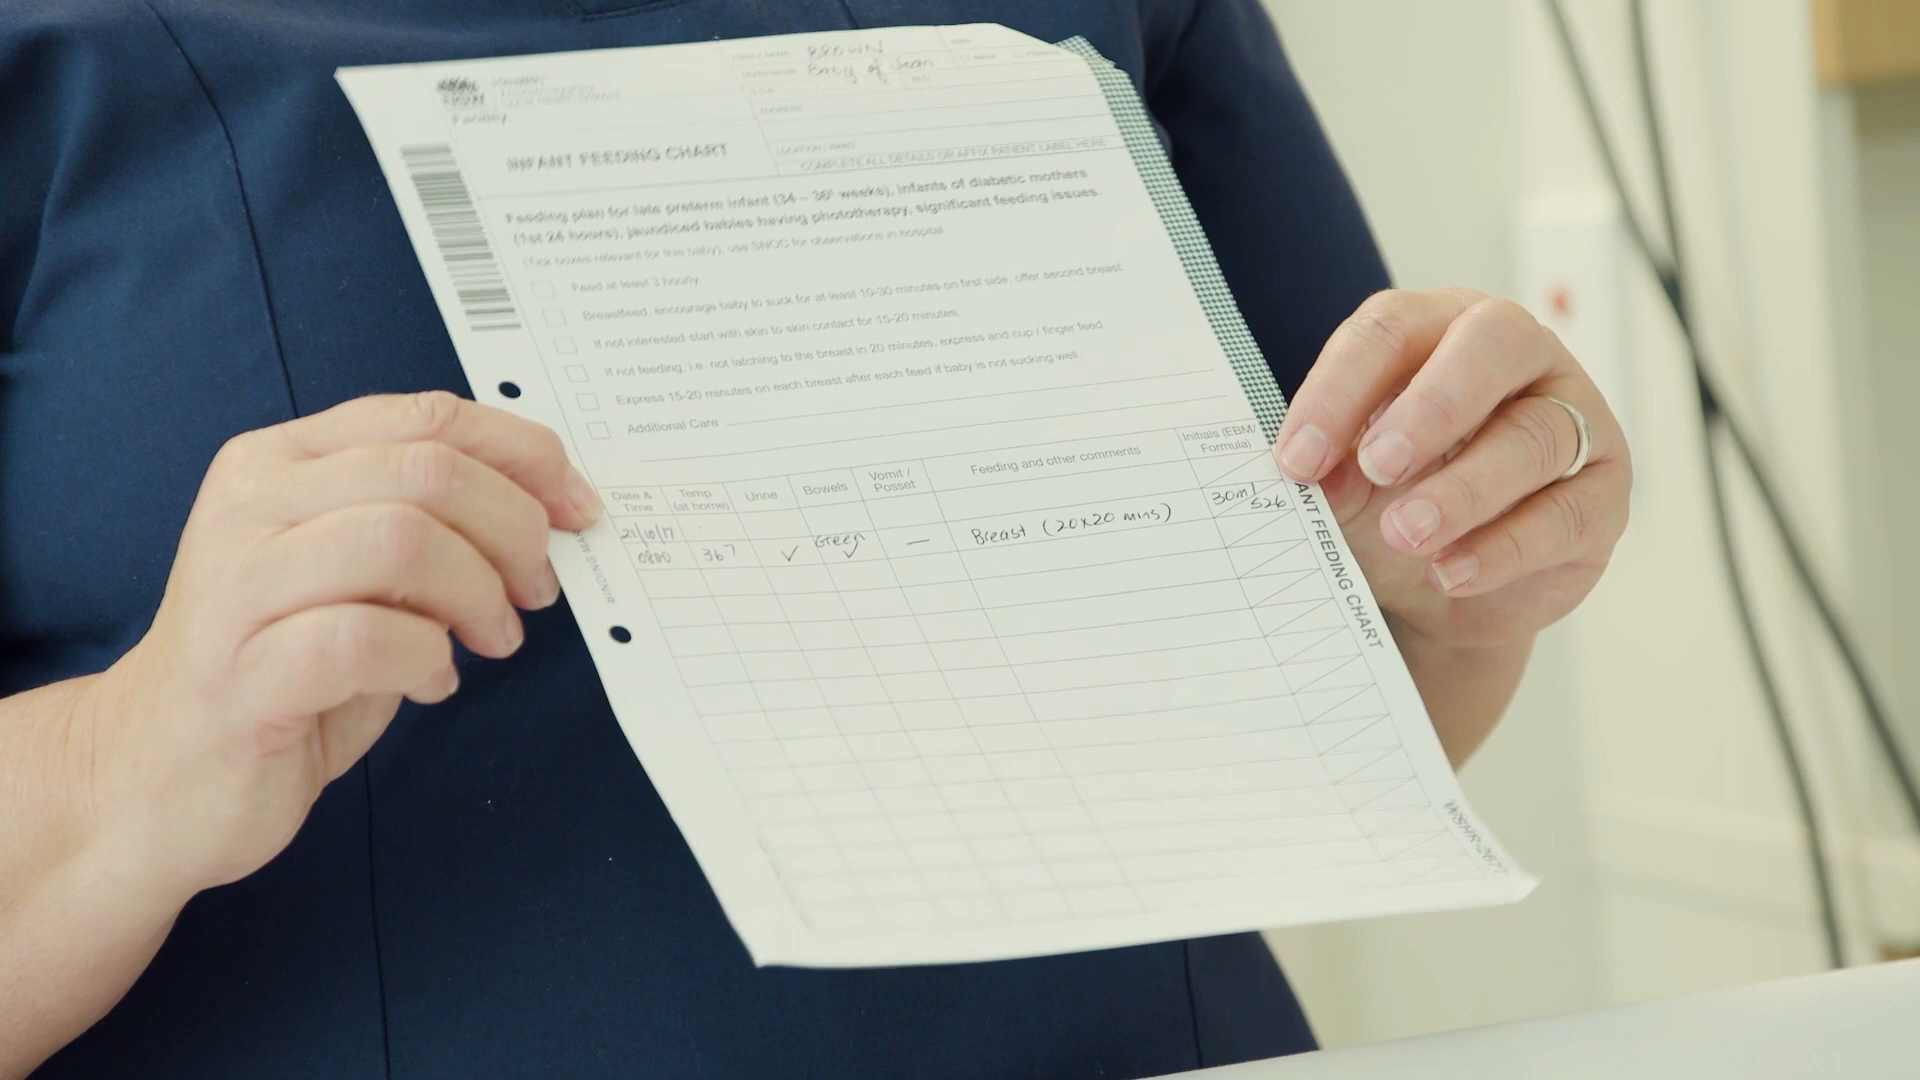 BROWN
Baby of Jean
Facility
ADDRESS
LOCATION / WARD
COMPLETE ALL DETAILS OR AFFIX PATIENT LABEL HERE
INFANT FEEDING CHART
Feeding plan for late preterm infant (34 – 36⁶ weeks), infants of diabetic mothers
(1st 24 hours), jaundiced babies having phototherapy, significant feeding issues.
(Tick boxes relevant for this baby), use SNOC for observations in hospital.
Feed at least 3 hourly.
Breastfeed, encourage baby to suck for at least 10-30 minutes on first side, offer second breast.
If not interested start with skin to skin contact for 15-20 minutes.
If not feeding, i.e. not latching to the breast in 20 minutes, express and cup / finger feed.
Express 15-20 minutes on each breast after each feed if baby is not sucking well.
Additional Care
Date & Time
Temp (at home)
Urine
Bowels
Vomit / Posset
Feeding and other comments
Initials (EBM/ Formula)
21/10/17
0800 36⁷ ✓ Green ✓ — Breast (20x20 mins) 30ml
BINDING MAR
ANT FEEDING CHART